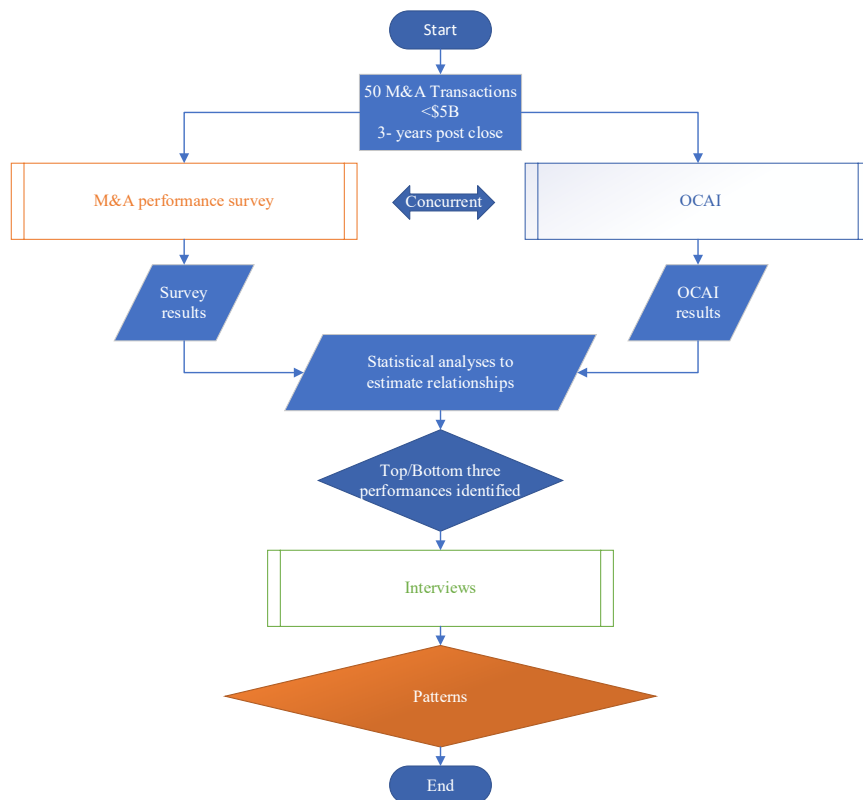 Start
50 M&A Transactions
<$5B
3- years post close
M&A performance survey
Concurrent
OCAI
Survey
results
OCAI
results
Statistical analyses to
estimate relationships
Top/Bottom three
performances identified
Interviews
Patterns
End